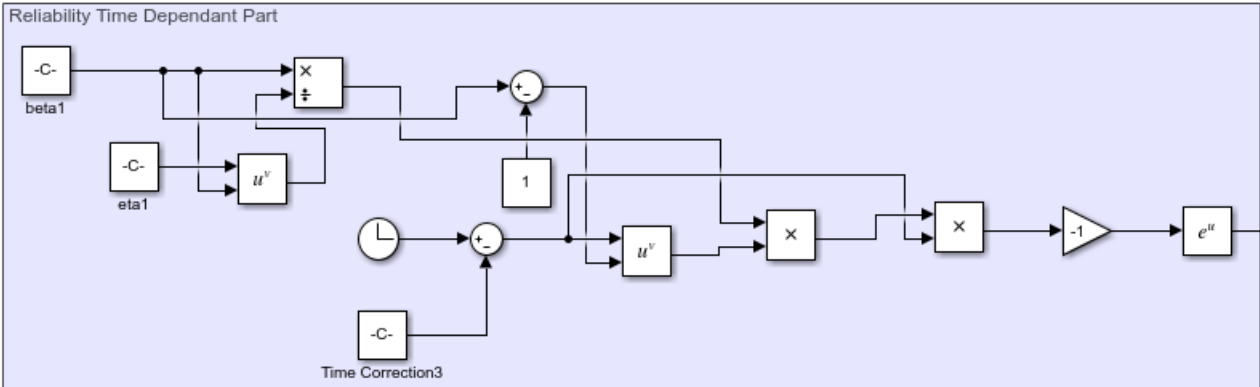 Reliability Time Dependant Part
-C-
×
÷
beta1
+
-
-C-
eta1
u^v
1
+
-
u^v
×
×
-1
e^u
-C-
Time Correction3